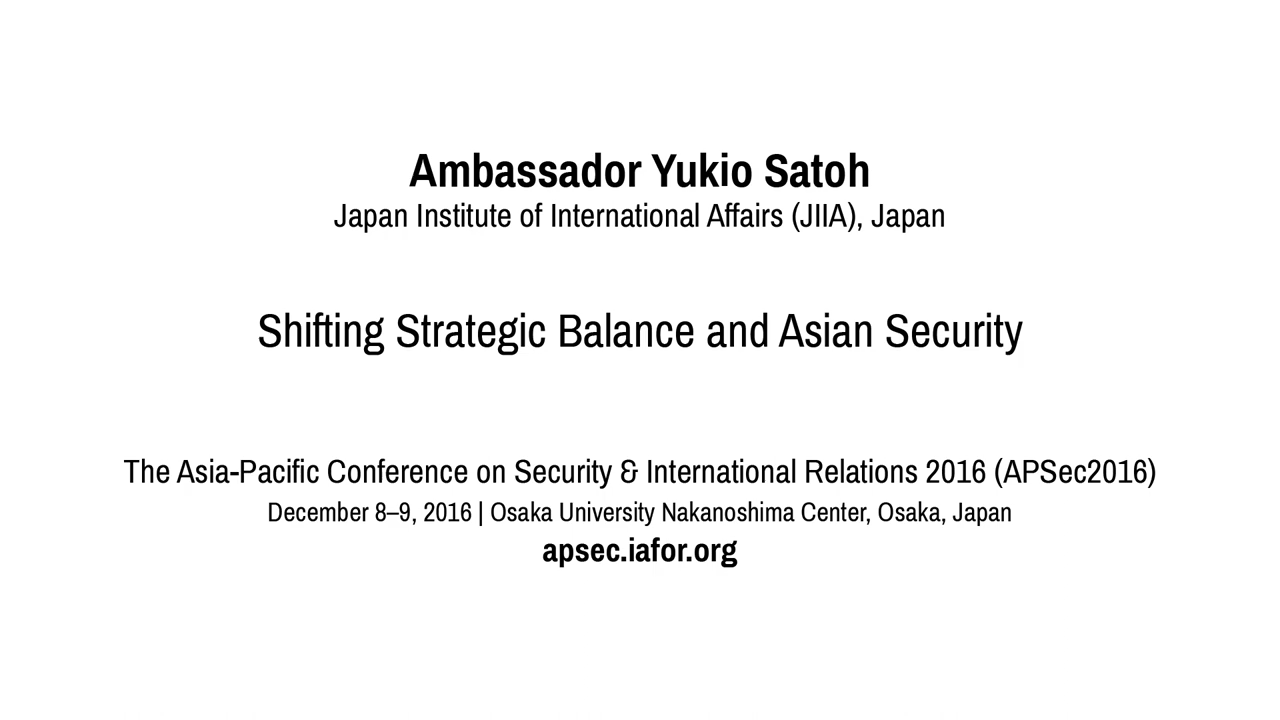 Ambassador Yukio Satoh
Japan Institute of International Affairs (JIIA), Japan
Shifting Strategic Balance and Asian Security
The Asia-Pacific Conference on Security & International Relations 2016 (APSec2016)
December 8–9, 2016 | Osaka University Nakanoshima Center, Osaka, Japan
apsec.iafor.org